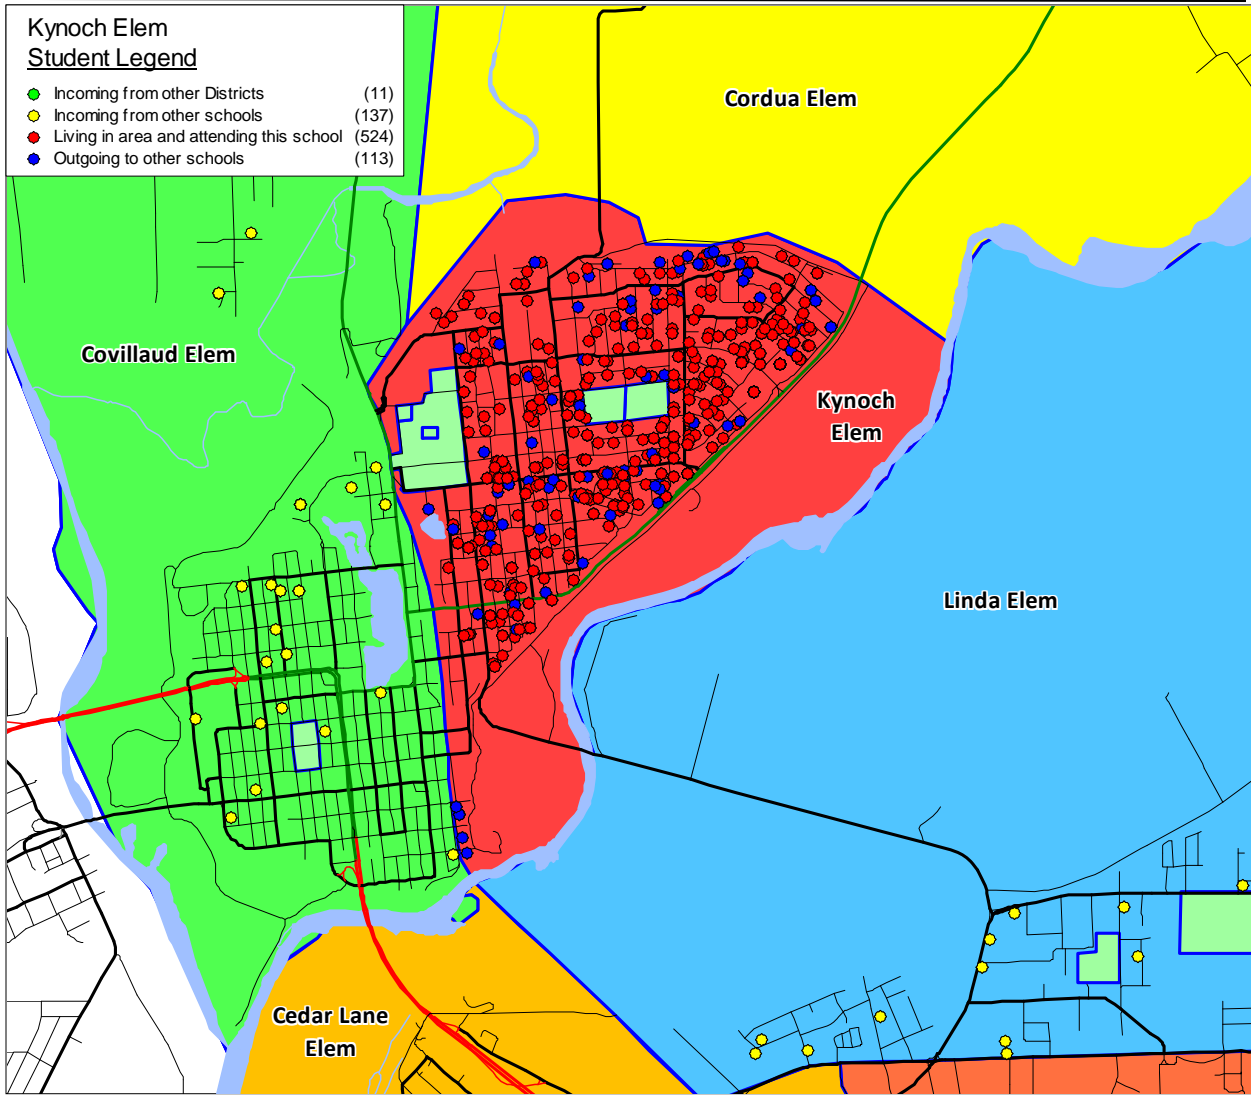 Kynoch Elem
Student Legend
Incoming from other Districts (11)
Incoming from other schools (137)
Living in area and attending this school (524)
Outgoing to other schools (113)
Cordua Elem
Covillaud Elem
Kynoch
Elem
Linda Elem
Cedar Lane
Elem